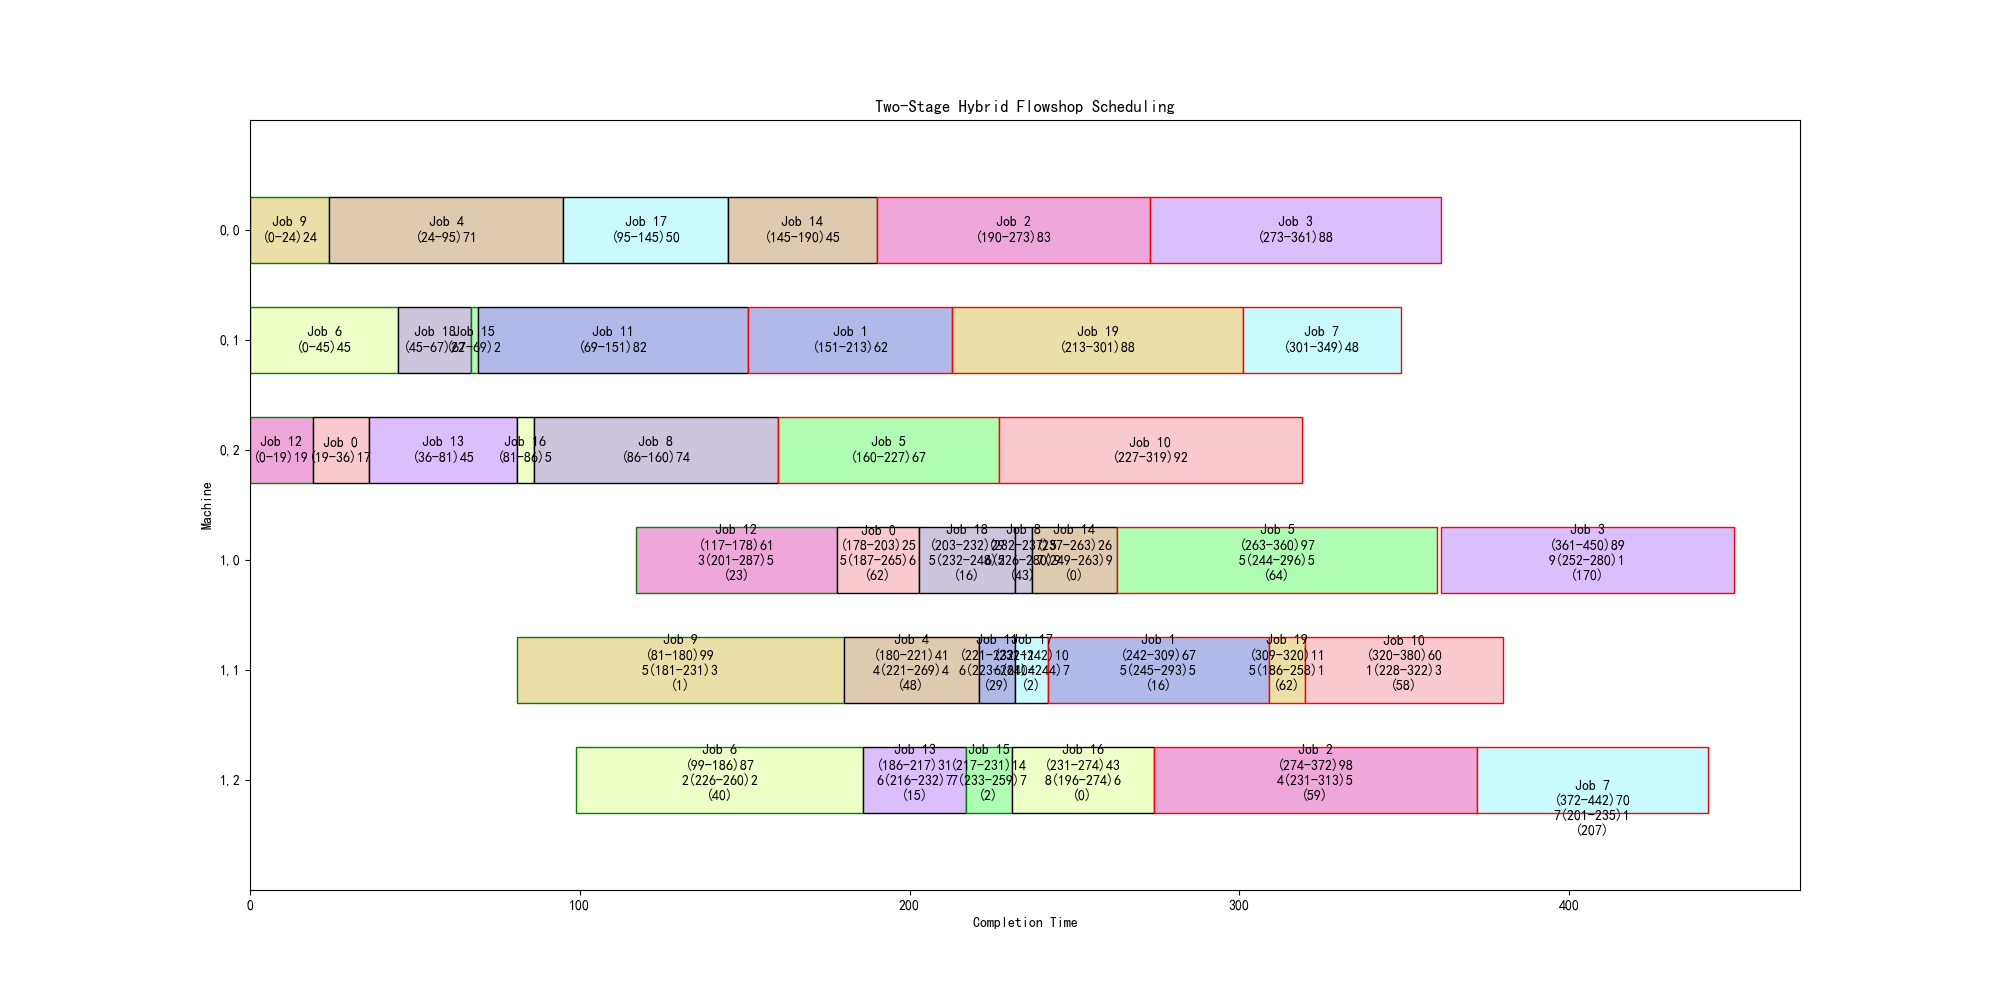 Two-Stage Hybrid Flowshop Scheduling
0,0
Job 9
(0-24)24
Job 4
(24-95)71
Job 17
(95-145)50
Job 14
(145-190)45
Job 2
(190-273)83
Job 3
(273-361)88
0,1
Job 6
(0-45)45
Job 18
(45-67)22
Job 15
(67-69)2
Job 11
(69-151)82
Job 1
(151-213)62
Job 19
(213-301)88
Job 7
(301-349)48
0,2
Job 12
(0-19)19
Job 0
(19-36)17
Job 13
(36-81)45
Job 16
(81-86)5
Job 8
(86-160)74
Job 5
(160-227)67
Job 10
(227-319)92
Machine
1,0
Job 12
(117-178)61
3(201-287)5
(23)
Job 0
(178-203)25
5(187-265)6
(62)
Job 18
(203-232)29
(16)
Job 8
(232-237)5
(43)
Job 14
(237-263)26
(0)
Job 5
(263-360)97
5(244-296)5
(64)
Job 3
(361-450)89
9(252-280)1
(170)
1,1
Job 9
(81-180)99
5(181-231)3
(1)
Job 4
(180-221)41
4(221-269)4
(48)
Job 11
(221-232)11
(29)
Job 17
(232-242)10
(2)
Job 1
(242-309)67
5(245-293)5
(16)
Job 19
(309-320)11
5(186-258)1
(62)
Job 10
(320-380)60
1(228-322)3
(58)
1,2
Job 6
(99-186)87
2(226-260)2
(40)
Job 13
(186-217)31
6(216-232)7
(15)
Job 15
(217-231)14
7(233-259)7
(2)
Job 16
(231-274)43
8(196-274)6
(0)
Job 2
(274-372)98
4(231-313)5
(59)
Job 7
(372-442)70
7(201-235)1
(207)
0
100
200
300
400
Completion Time